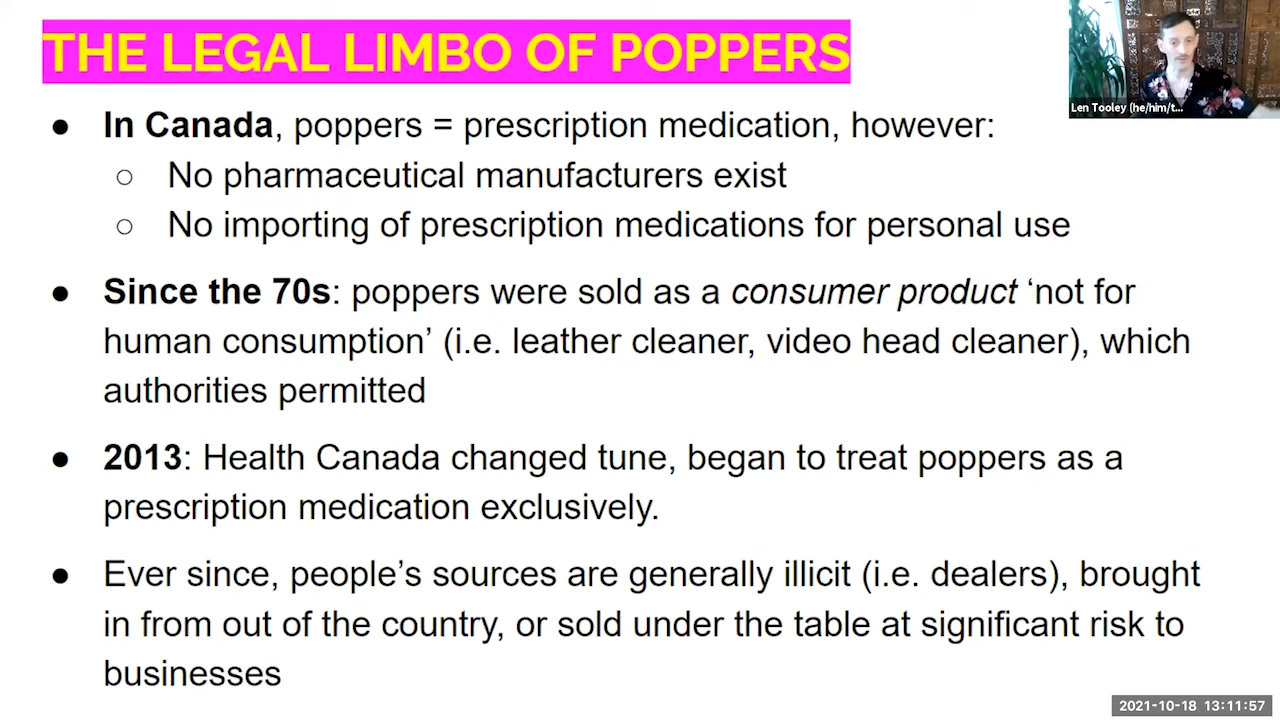 THE LEGAL LIMBO OF POPPERS
Len Tooley (he/him/t...
● In Canada, poppers = prescription medication, however:
○ No pharmaceutical manufacturers exist
○ No importing of prescription medications for personal use
● Since the 70s: poppers were sold as a consumer product ‘not for
human consumption’ (i.e. leather cleaner, video head cleaner), which
authorities permitted
● 2013: Health Canada changed tune, began to treat poppers as a
prescription medication exclusively.
● Ever since, people’s sources are generally illicit (i.e. dealers), brought
in from out of the country, or sold under the table at significant risk to
businesses
2021-10-18 13:11:57